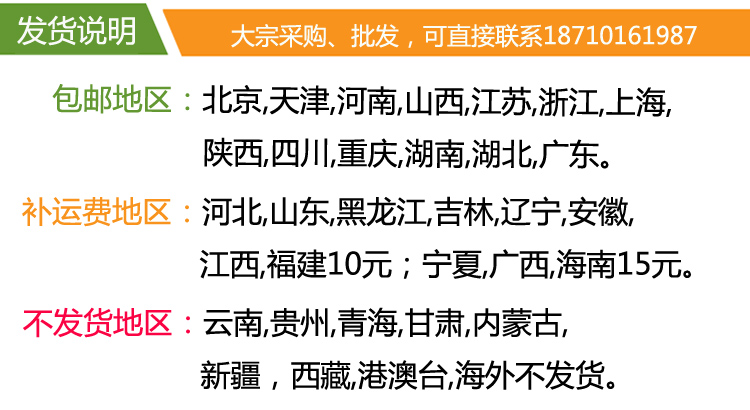 发货说明
大宗采购、批发，可直接联系18710161987
包邮地区：北京,天津,河南,山西,江苏,浙江,上海,
陕西,四川,重庆,湖南,湖北,广东。
补运费地区：河北,山东,黑龙江,吉林,辽宁,安徽,
江西,福建10元；宁夏,广西,海南15元。
不发货地区：云南,贵州,青海,甘肃,内蒙古,
新疆，西藏,港澳台,海外不发货。